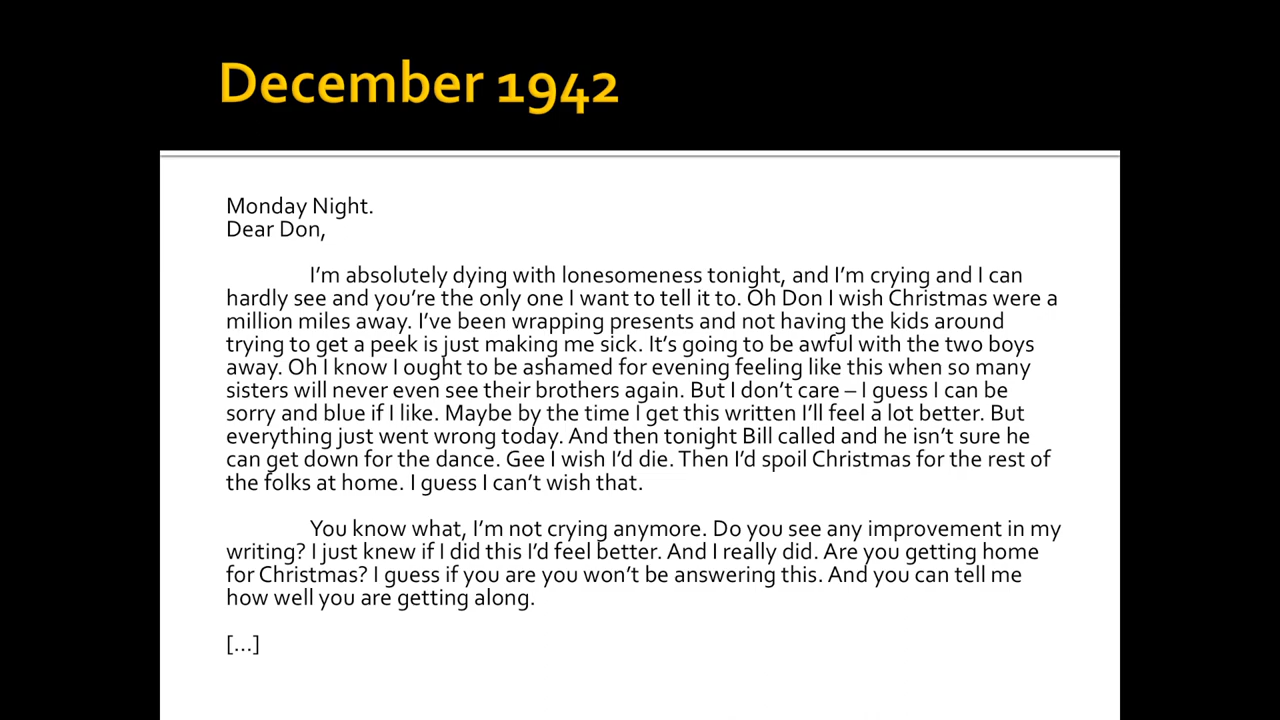 December 1942
Monday Night.
Dear Don,
I’m absolutely dying with lonesomeness tonight, and I’m crying and I can
hardly see and you’re the only one I want to tell it to. Oh Don I wish Christmas were a
million miles away. I’ve been wrapping presents and not having the kids around
trying to get a peek is just making me sick. It’s going to be awful with the two boys
away. Oh I know I ought to be ashamed for evening feeling like this when so many
sisters will never even see their brothers again. But I don’t care – I guess I can be
sorry and blue if I like. Maybe by the time I get this written I’ll feel a lot better. But
everything just went wrong today. And then tonight Bill called and he isn’t sure he
can get down for the dance. Gee I wish I’d die. Then I’d spoil Christmas for the rest of
the folks at home. I guess I can’t wish that.
You know what, I’m not crying anymore. Do you see any improvement in my
writing? I just knew if I did this I’d feel better. And I really did. Are you getting home
for Christmas? I guess if you are you won’t be answering this. And you can tell me
how well you are getting along.
[…]